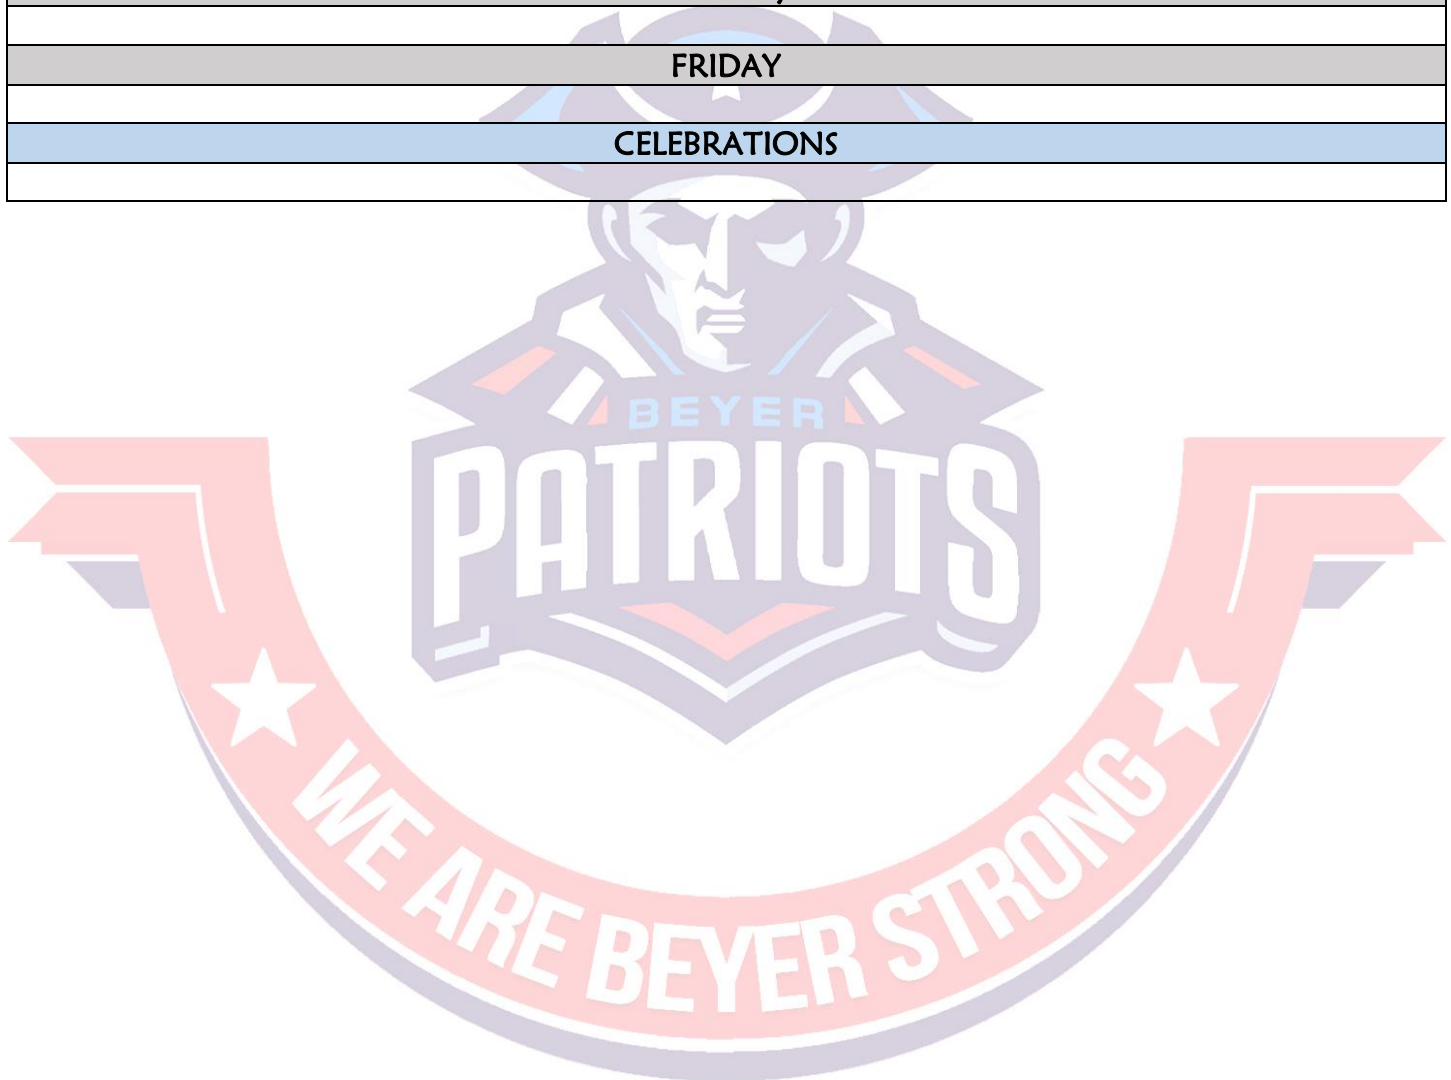 FRIDAY
CELEBRATIONS
BEYER
PATRIOTS
WE ARE BEYER STRONG